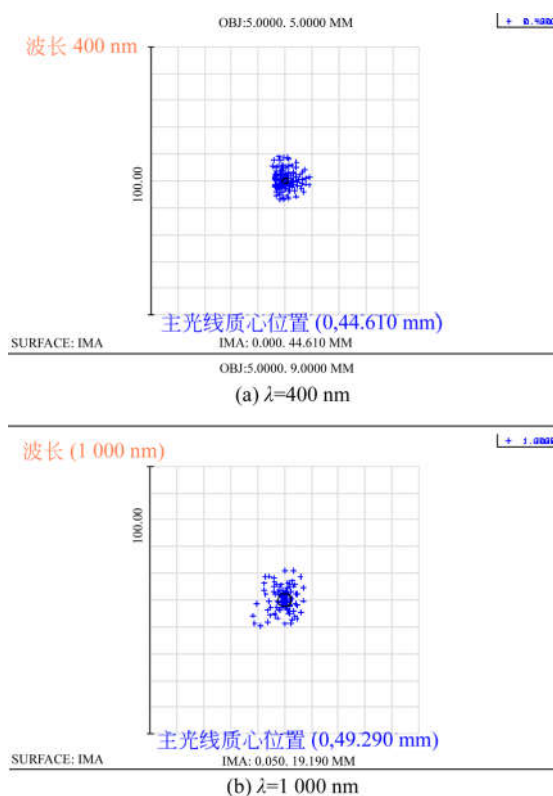 OBJ:5.0000. 5.0000 MM
波长 400 nm
100.00
主光线质心位置 (0,44.610 mm)
SURFACE: IMA
IMA: 0.000. 44.610 MM
OBJ:5.0000. 9.0000 MM
(a) λ=400 nm
波长 (1 000 nm)
100.00
主光线质心位置 (0,49.290 mm)
SURFACE: IMA
IMA: 0.050. 19.190 MM
(b) λ=1 000 nm